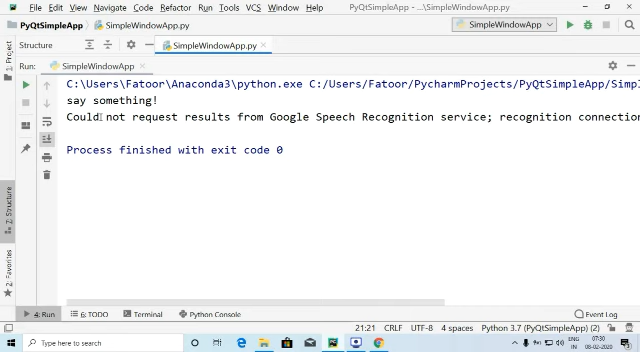 File Edit View Navigate Code Refactor Run Tools VCS Window Help PyQtSimpleApp - ...\SimpleWindowApp.py
PyQtSimpleApp SimpleWindowApp.py SimpleWindowApp
Structure SimpleWindowApp.py
Run: SimpleWindowApp
C:\Users\Fatoor\Anaconda3\python.exe C:/Users/Fatoor/PycharmProjects/PyQtSimpleApp/Simpl
say something!
Could not request results from Google Speech Recognition service; recognition connection
Process finished with exit code 0
1: Project
Z: Structure
2: Favorites
4: Run 6: TODO Terminal Python Console Event Log
21:21 CRLF UTF-8 4 spaces Python 3.7 (PyQtSimpleApp) (2)
Type here to search ENG 07:30
IN 08-02-2020